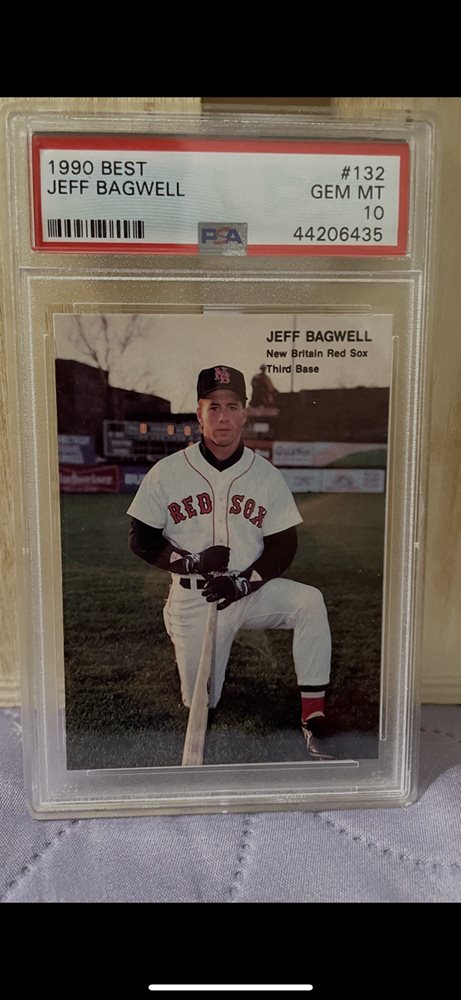 1990 BEST
#132
JEFF BAGWELL
GEM MT
10
PSA
44206435
JEFF BAGWELL
New Britain Red Sox
Third Base
NB
RED SOX